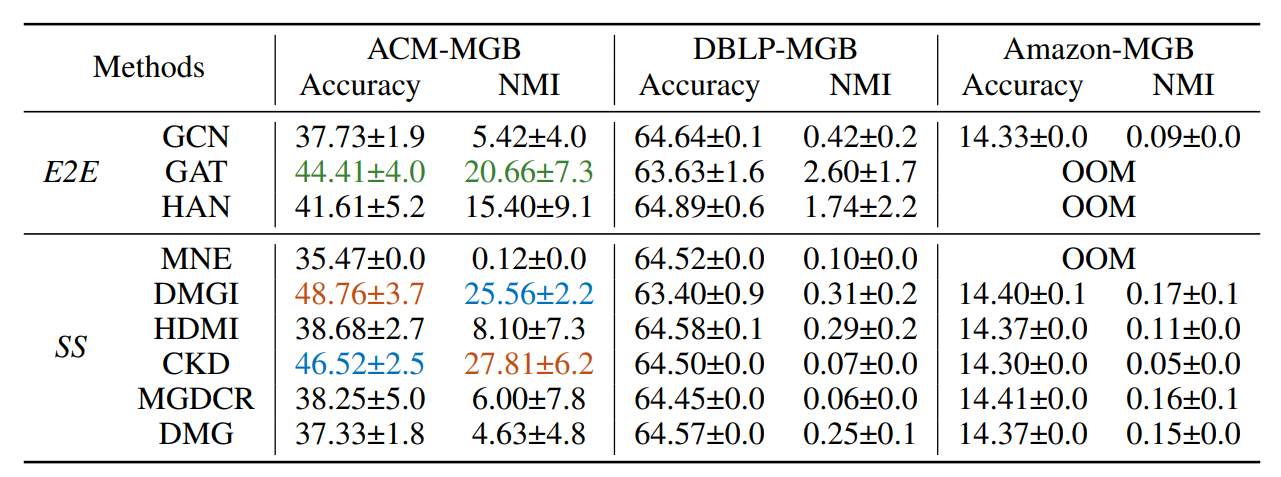 Methods ACM-MGB DBLP-MGB Amazon-MGB
Accuracy NMI Accuracy NMI Accuracy NMI
E2E GCN 37.73±1.9 5.42±4.0 64.64±0.1 0.42±0.2 14.33±0.0 0.09±0.0
GAT 44.41±4.0 20.66±7.3 63.63±1.6 2.60±1.7 OOM
HAN 41.61±5.2 15.40±9.1 64.89±0.6 1.74±2.2 OOM
SS MNE 35.47±0.0 0.12±0.0 64.52±0.0 0.10±0.0 OOM
DMGI 48.76±3.7 25.56±2.2 63.40±0.9 0.31±0.2 14.40±0.1 0.17±0.1
HDMI 38.68±2.7 8.10±7.3 64.58±0.1 0.29±0.2 14.37±0.0 0.11±0.0
CKD 46.52±2.5 27.81±6.2 64.50±0.0 0.07±0.0 14.30±0.0 0.05±0.0
MGDCR 38.25±5.0 6.00±7.8 64.45±0.0 0.06±0.0 14.41±0.0 0.16±0.1
DMG 37.33±1.8 4.63±4.8 64.57±0.0 0.25±0.1 14.37±0.0 0.15±0.0